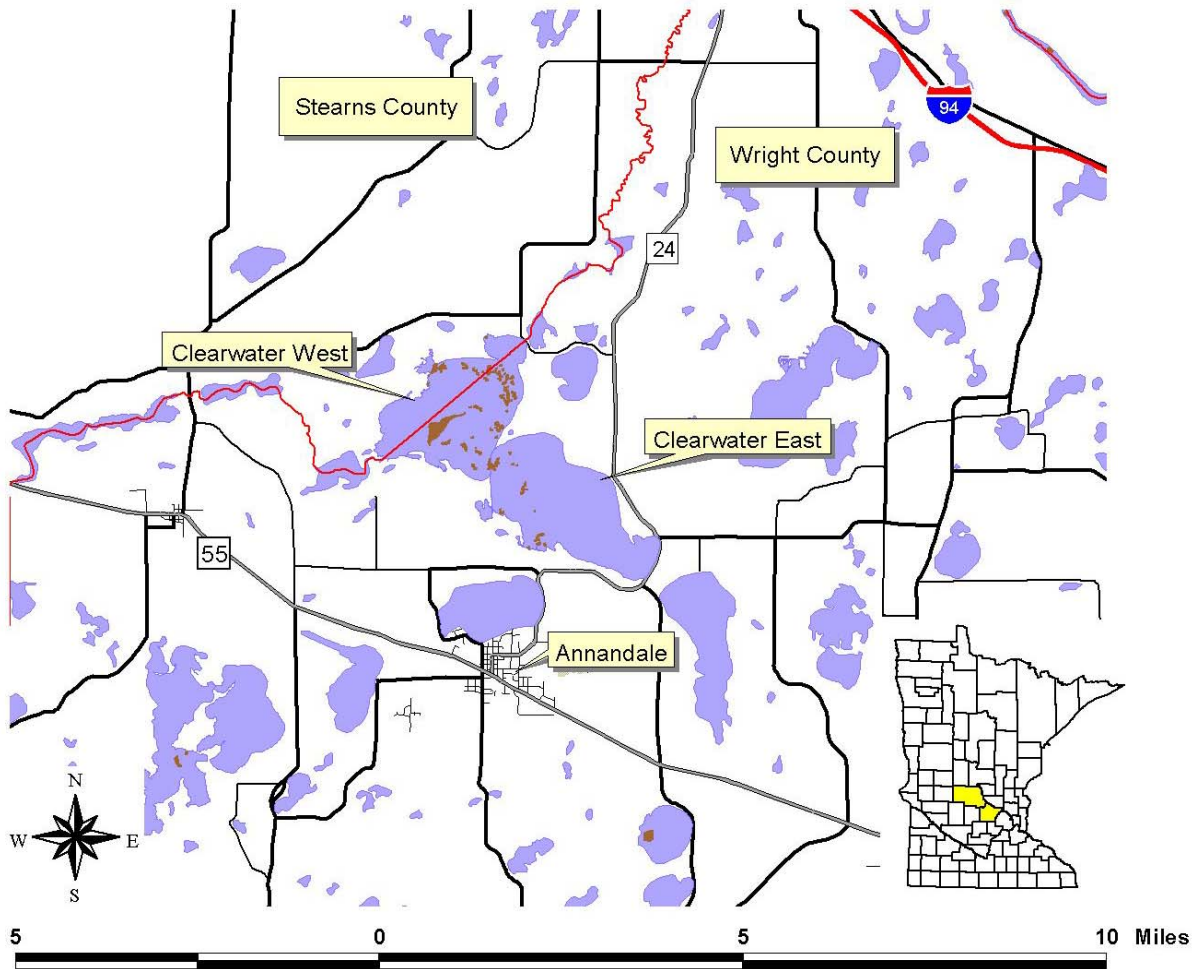 94
Stearns County
Wright County
24
Clearwater West
Clearwater East
55
Annandale
N
W E
S
5 0 5 10 Miles